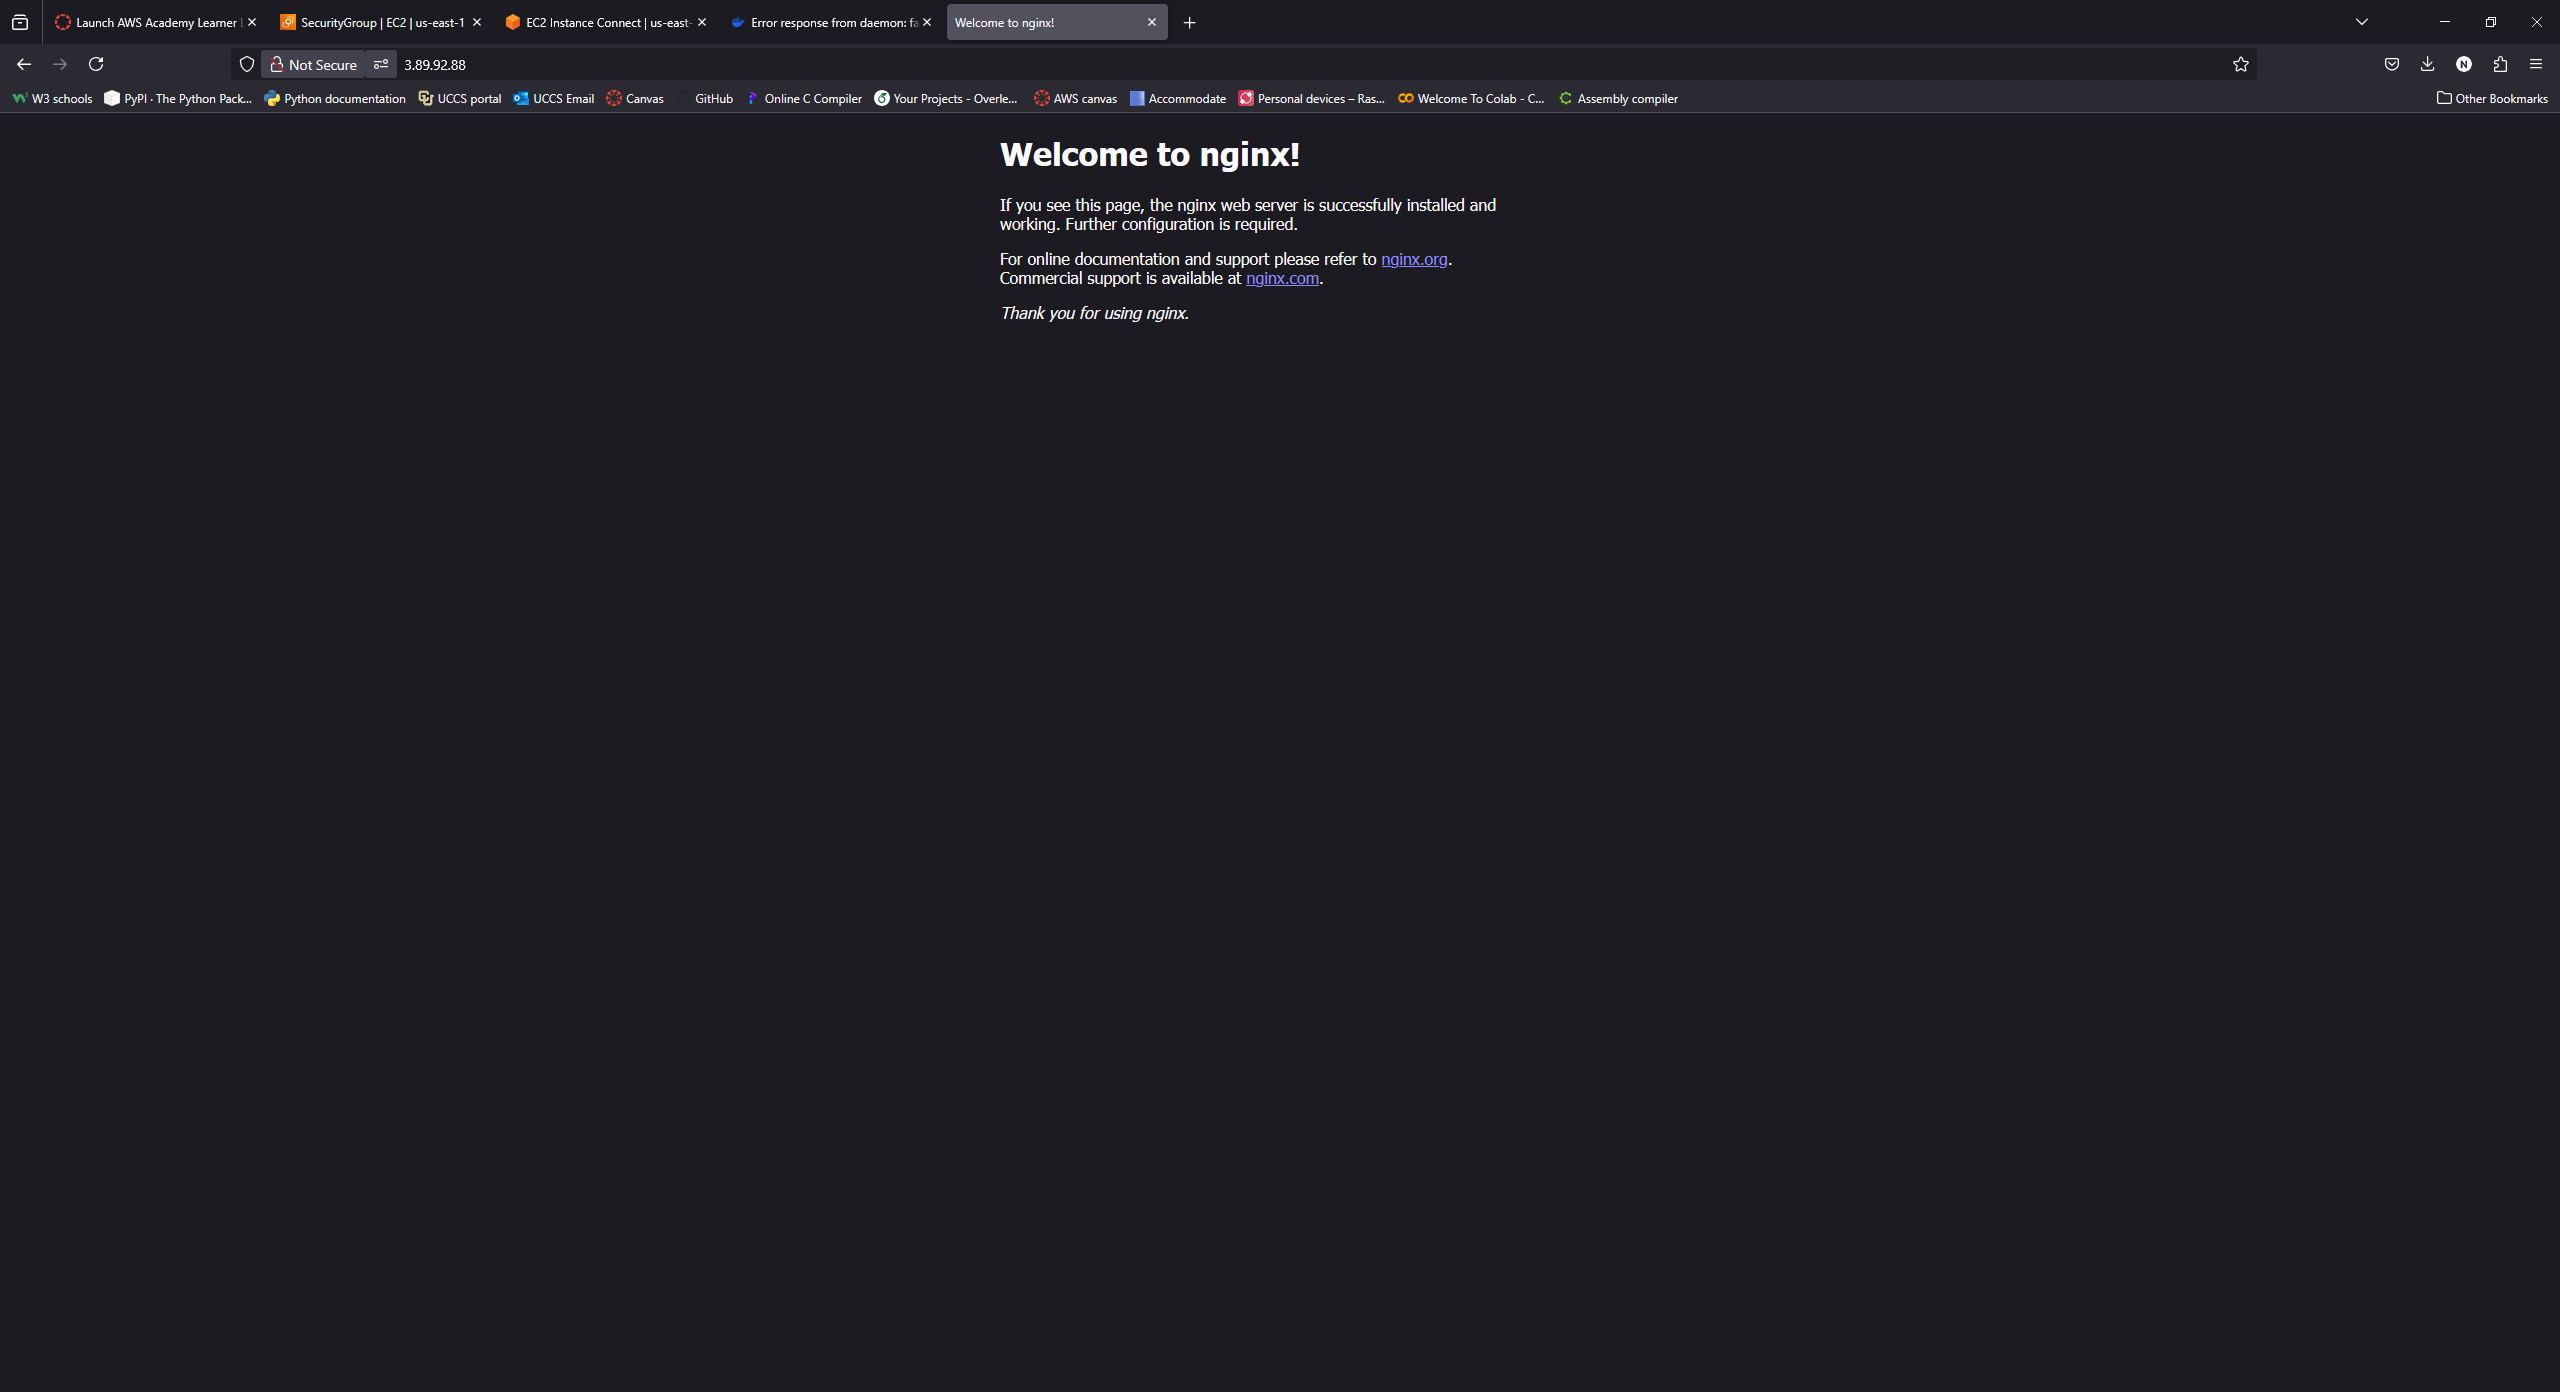 Launch AWS Academy Learner L
SecurityGroup | EC2 | us-east-1
EC2 Instance Connect | us-east-
Error response from daemon: fa
Welcome to nginx!
Not Secure
3.89.92.88
W3 schools
PyPI · The Python Pack...
Python documentation
UCCS portal
UCCS Email
Canvas
GitHub
Online C Compiler
Your Projects - Overle...
AWS canvas
Accommodate
Personal devices – Ras...
Welcome To Colab - C...
Assembly compiler
Other Bookmarks
Welcome to nginx!
If you see this page, the nginx web server is successfully installed and
working. Further configuration is required.
For online documentation and support please refer to nginx.org.
Commercial support is available at nginx.com.
Thank you for using nginx.